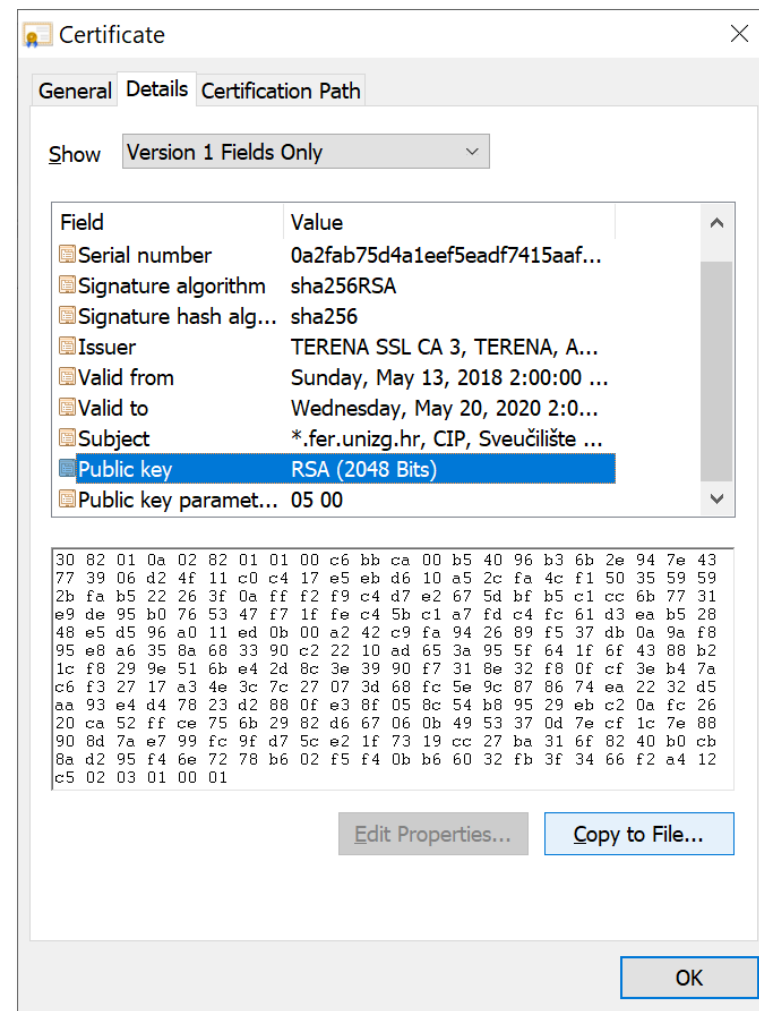 Certificate
General Details Certification Path
Show Version 1 Fields Only
Field Value
Serial number 0a2fab75d4a1eef5eadf7415aaf...
Signature algorithm sha256RSA
Signature hash alg... sha256
Issuer TERENA SSL CA 3, TERENA, A...
Valid from Sunday, May 13, 2018 2:00:00 ...
Valid to Wednesday, May 20, 2020 2:0...
Subject *.fer.unizg.hr, CIP, Sveučilište ...
Public key RSA (2048 Bits)
Public key paramet... 05 00
30 82 01 0a 02 82 01 01 00 c6 bb ca 00 b5 40 96 b3 6b 2e 94 7e 43
77 39 06 d2 4f 11 c0 c4 17 e5 eb d6 10 a5 2c fa 4c f1 50 35 59 59
2b fa b5 22 26 3f 0a ff f2 f9 c4 d7 e2 67 5d bf b5 c1 cc 6b 77 31
e9 de 95 b0 76 53 47 f7 1f fe c4 5b c1 a7 fd c4 fc 61 d3 ea b5 28
48 e5 d5 96 a0 11 ed 0b 00 a2 42 c9 fa 94 26 89 f5 37 db 0a 9a f8
95 e8 a6 35 8a 68 33 90 c2 22 10 ad 65 3a 95 5f 64 1f 6f 43 88 b2
1c f8 29 9e 51 6b e4 2d 8c 3e 39 90 f7 31 8e 32 f8 0f cf 3e b4 7a
c6 f3 27 17 a3 4e 3c 7c 27 07 3d 68 fc 5e 9c 87 86 74 ea 22 32 d5
aa 93 e4 d4 78 23 d2 88 0f e3 8f 05 8c 54 b8 95 29 eb c2 0a fc 26
20 ca 52 ff ce 75 6b 29 82 d6 67 06 0b 49 53 37 0d 7e cf 1c 7e 88
90 8d 7a e7 99 fc 9f d7 5c e2 1f 73 19 cc 27 ba 31 6f 82 40 b0 cb
8a d2 95 f4 6e 72 78 b6 02 f5 f4 0b b6 60 32 fb 3f 34 66 f2 a4 12
c5 02 03 01 00 01
Edit Properties... Copy to File...
OK